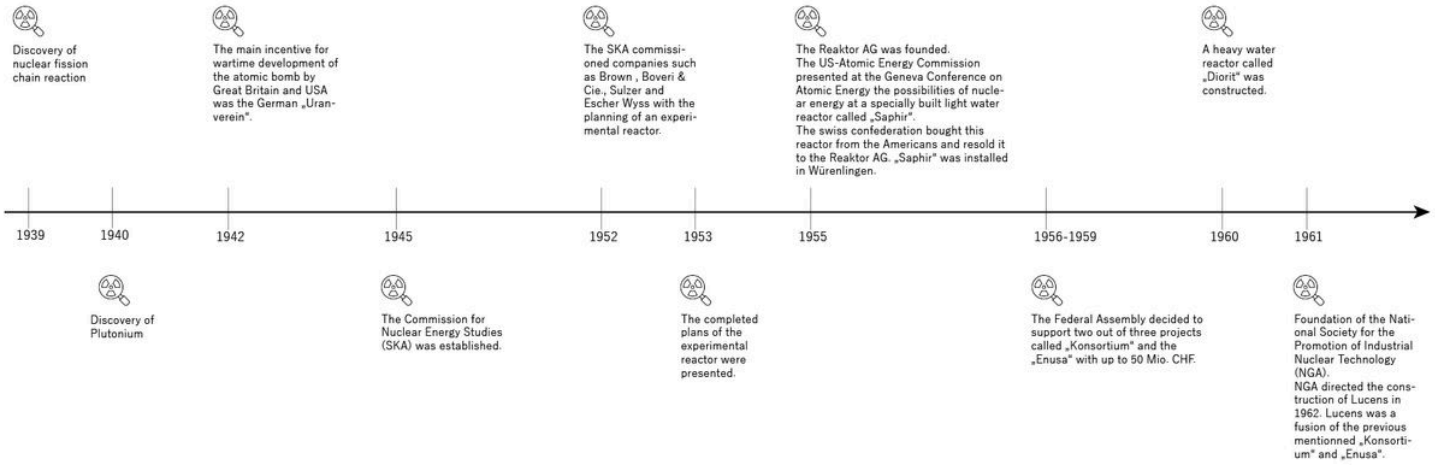 Discovery of
nuclear fission
chain reaction
The main incentive for
wartime development of
the atomic bomb by
Great Britain and USA
was the German „Uran-
verein“.
The SKA commissi-
oned companies such
as Brown , Boveri &
Cie., Sulzer and
Escher Wyss with the
planning of an experi-
mental reactor.
The Reaktor AG was founded.
The US-Atomic Energy Commission
presented at the Geneva Conference on
Atomic Energy the possibilities of nucle-
ar energy at a specially built light water
reactor called „Saphir“.
The swiss confederation bought this
reactor from the Americans and resold it
to the Reaktor AG. „Saphir“ was installed
in Würenlingen.
A heavy water
reactor called
„Diorit“ was
constructed.
1939
1940
1942
1945
1952
1953
1955
1956-1959
1960
1961
Discovery of
Plutonium
The Commission for
Nuclear Energy Studies
(SKA) was established.
The completed
plans of the
experimental
reactor were
presented.
The Federal Assembly decided to
support two out of three projects
called „Konsortium“ and the
„Enusa“ with up to 50 Mio. CHF.
Foundation of the Nati-
onal Society for the
Promotion of Industrial
Nuclear Technology
(NGA).
NGA directed the cons-
truction of Lucens in
1962. Lucens was a
fusion of the previous
mentionned „Konsorti-
um“ and „Enusa“.